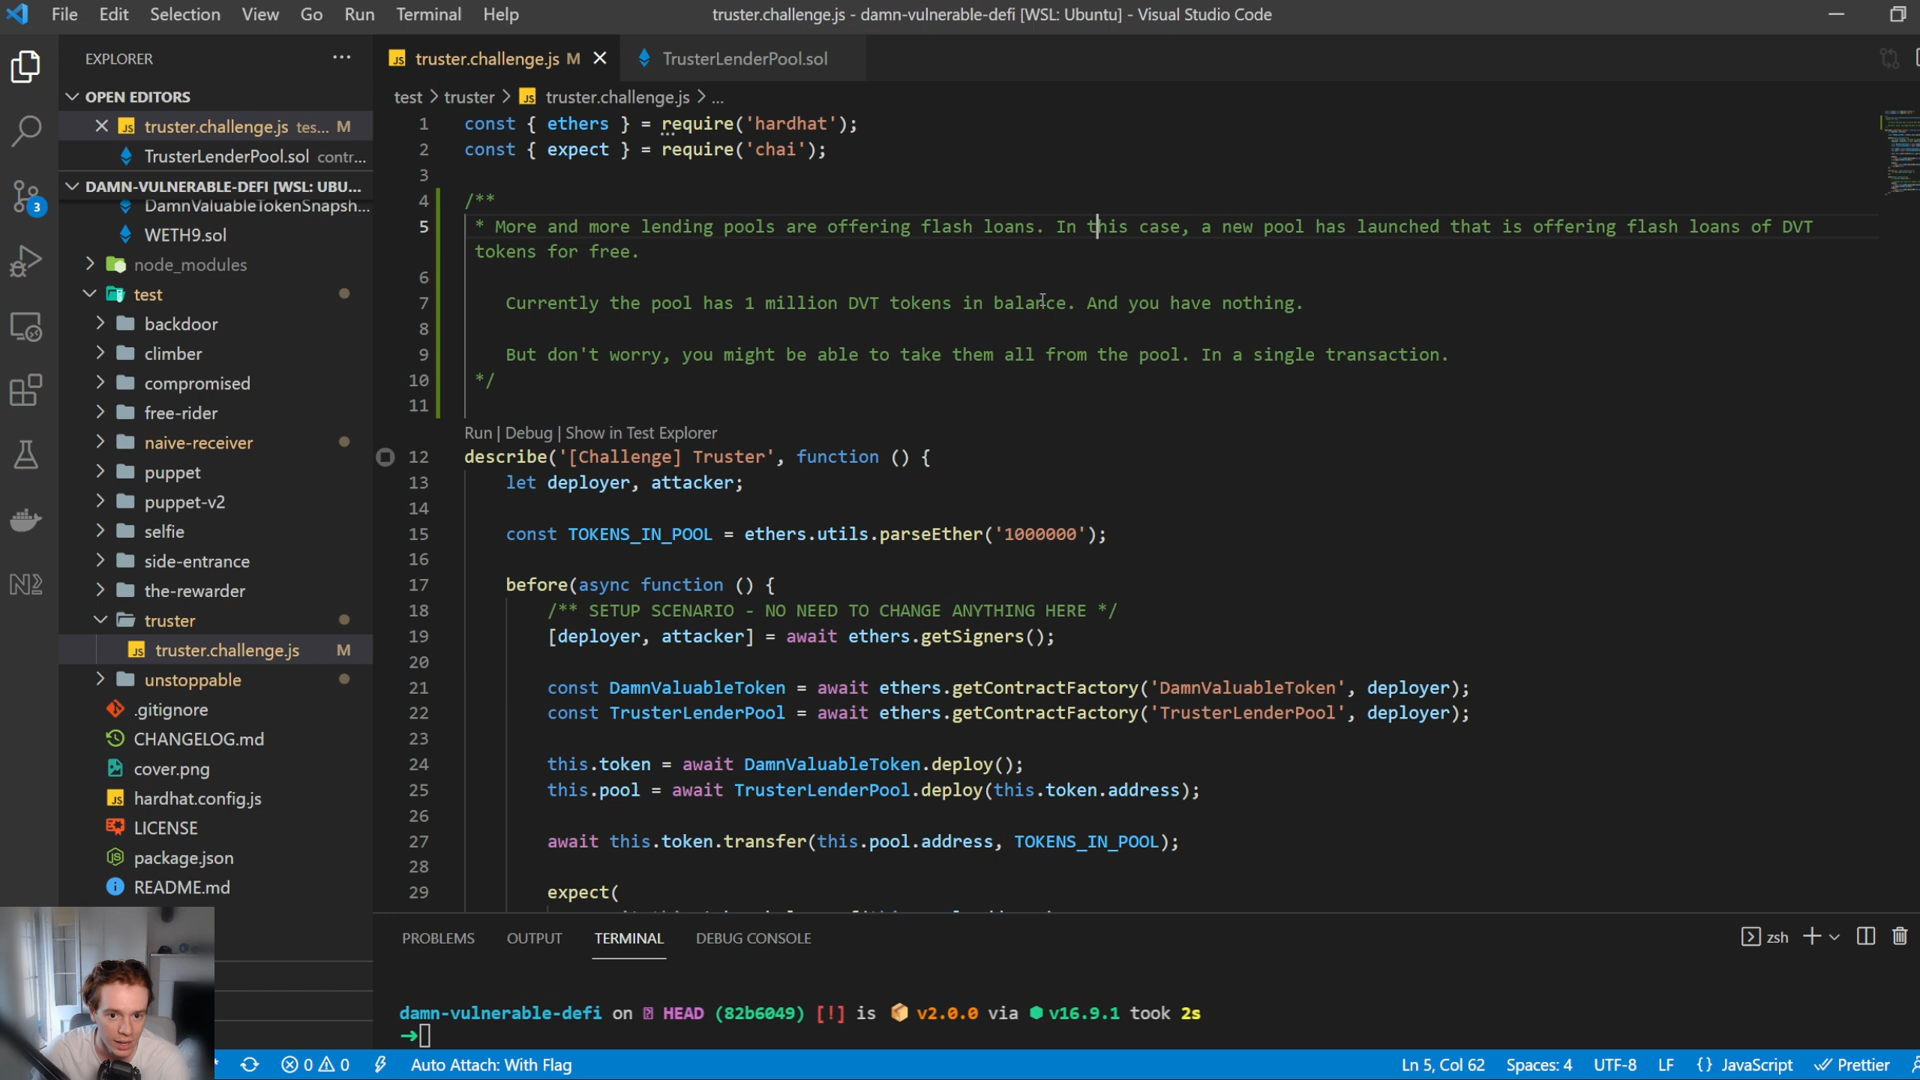 File Edit Selection View Go Run Terminal Help
truster.challenge.js - damn-vulnerable-defi [WSL: Ubuntu] - Visual Studio Code
EXPLORER
OPEN EDITORS
truster.challenge.js tes... M
TrusterLenderPool.sol contr...
DAMN-VULNERABLE-DEFI [WSL: UBU...
DamnValuableTokenSnapsh...
WETH9.sol
node_modules
test
backdoor
climber
compromised
free-rider
naive-receiver
puppet
puppet-v2
selfie
side-entrance
the-rewarder
truster
truster.challenge.js M
unstoppable
.gitignore
CHANGELOG.md
cover.png
hardhat.config.js
LICENSE
package.json
README.md
3
truster.challenge.js M
TrusterLenderPool.sol
test > truster > JS truster.challenge.js > ...
1 const { ethers } = require('hardhat');
2 const { expect } = require('chai');
3
4 /**
5 * More and more lending pools are offering flash loans. In this case, a new pool has launched that is offering flash loans of DVT
tokens for free.
6
7 Currently the pool has 1 million DVT tokens in balance. And you have nothing.
8
9 But don't worry, you might be able to take them all from the pool. In a single transaction.
10 */
11
Run | Debug | Show in Test Explorer
12 describe('[Challenge] Truster', function () {
13 let deployer, attacker;
14
15 const TOKENS_IN_POOL = ethers.utils.parseEther('1000000');
16
17 before(async function () {
18 /** SETUP SCENARIO - NO NEED TO CHANGE ANYTHING HERE */
19 [deployer, attacker] = await ethers.getSigners();
20
21 const DamnValuableToken = await ethers.getContractFactory('DamnValuableToken', deployer);
22 const TrusterLenderPool = await ethers.getContractFactory('TrusterLenderPool', deployer);
23
24 this.token = await DamnValuableToken.deploy();
25 this.pool = await TrusterLenderPool.deploy(this.token.address);
26
27 await this.token.transfer(this.pool.address, TOKENS_IN_POOL);
28
29 expect(
PROBLEMS OUTPUT TERMINAL DEBUG CONSOLE
zsh
damn-vulnerable-defi on HEAD (82b6049) [!] is v2.0.0 via v16.9.1 took 2s
→
0 0 Auto Attach: With Flag
Ln 5, Col 62 Spaces: 4 UTF-8 LF {} JavaScript Prettier